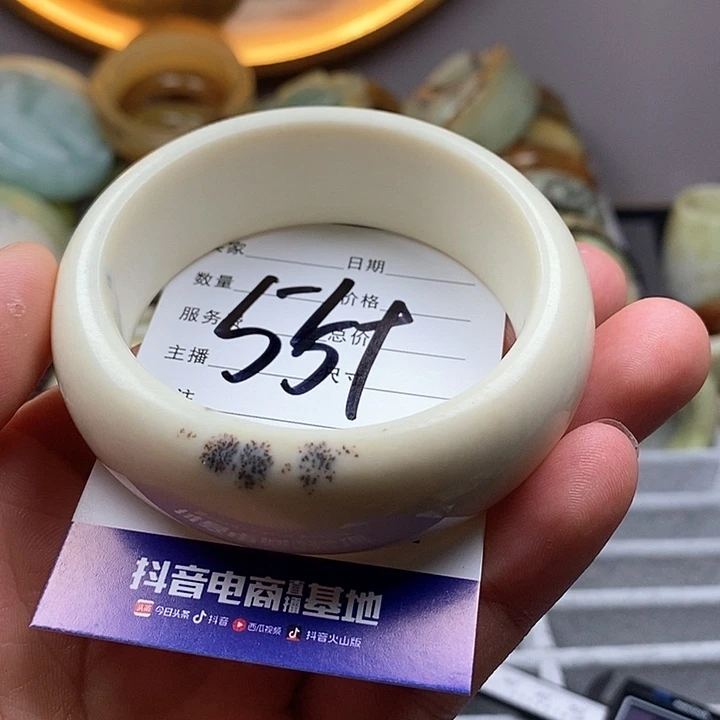 家 日期
数量 价格
服务 总价
主播 尺寸
注
551
抖音电商直播基地
今日头条 抖音 西瓜视频 抖音火山版